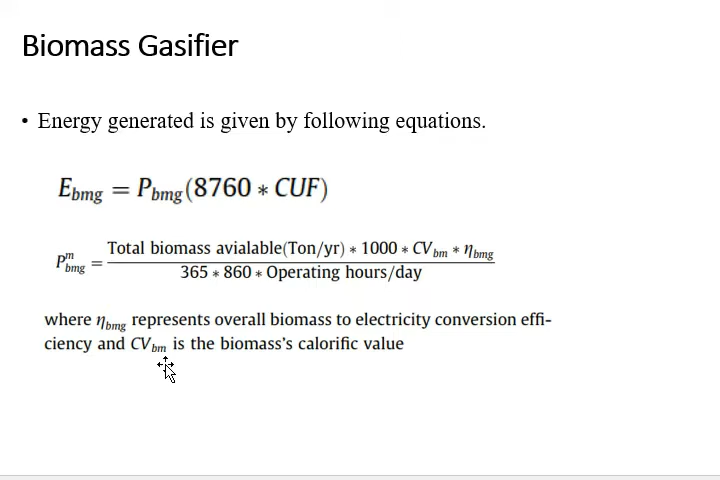 Biomass Gasifier
• Energy generated is given by following equations.
E_bmg = P_bmg(8760 * CUF)
P^m_bmg = Total biomass avialable(Ton/yr) * 1000 * CV_bm * η_bmg / 365 * 860 * Operating hours/day
where η_bmg represents overall biomass to electricity conversion effi-
ciency and CV_bm is the biomass's calorific value